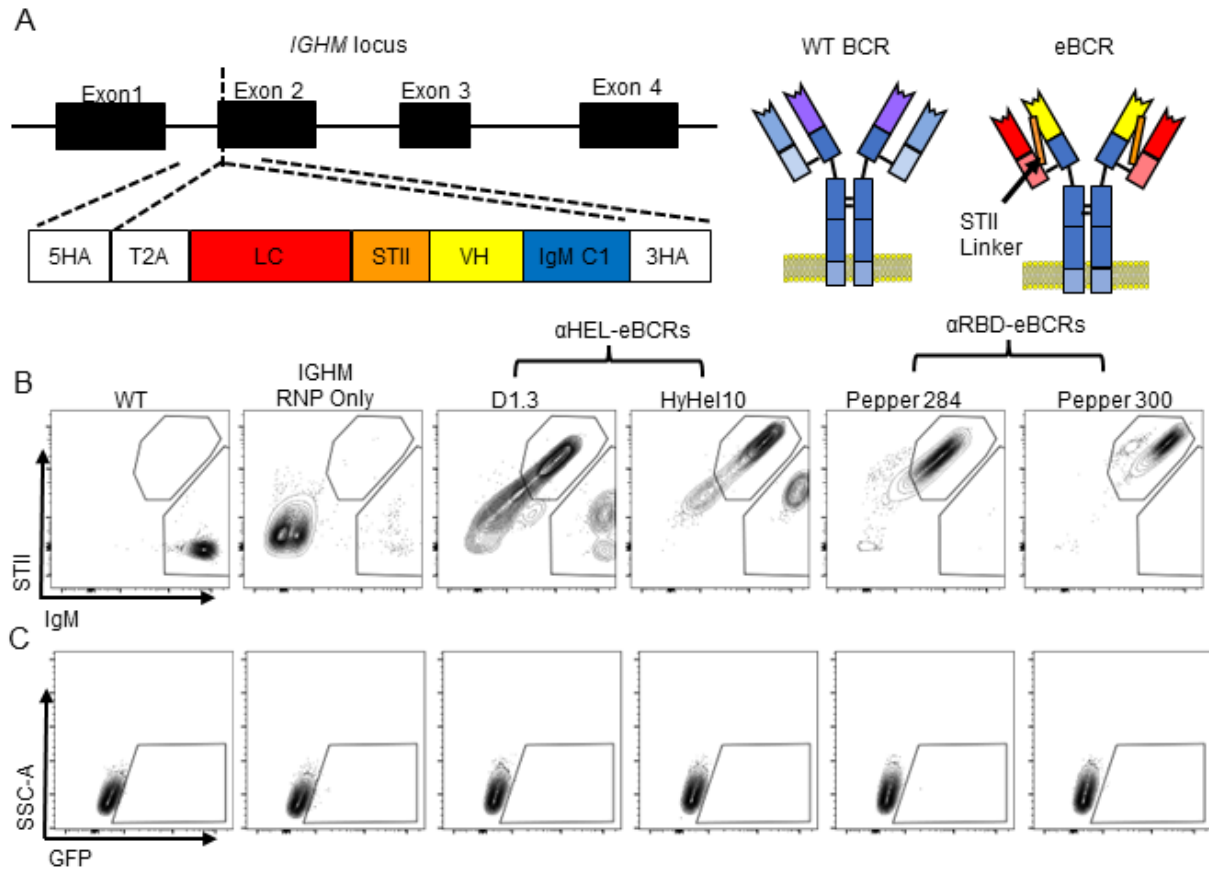 A
IGHM locus
WT BCR
eBCR
Exon1
Exon 2
Exon 3
Exon 4
STII
Linker
5HA
T2A
LC
STII
VH
IgM C1
3HA
αHEL-eBCRs
αRBD-eBCRs
B
WT
IGHM
RNP Only
D1.3
HyHel10
Pepper 284
Pepper 300
STII
IgM
C
SSC-A
GFP